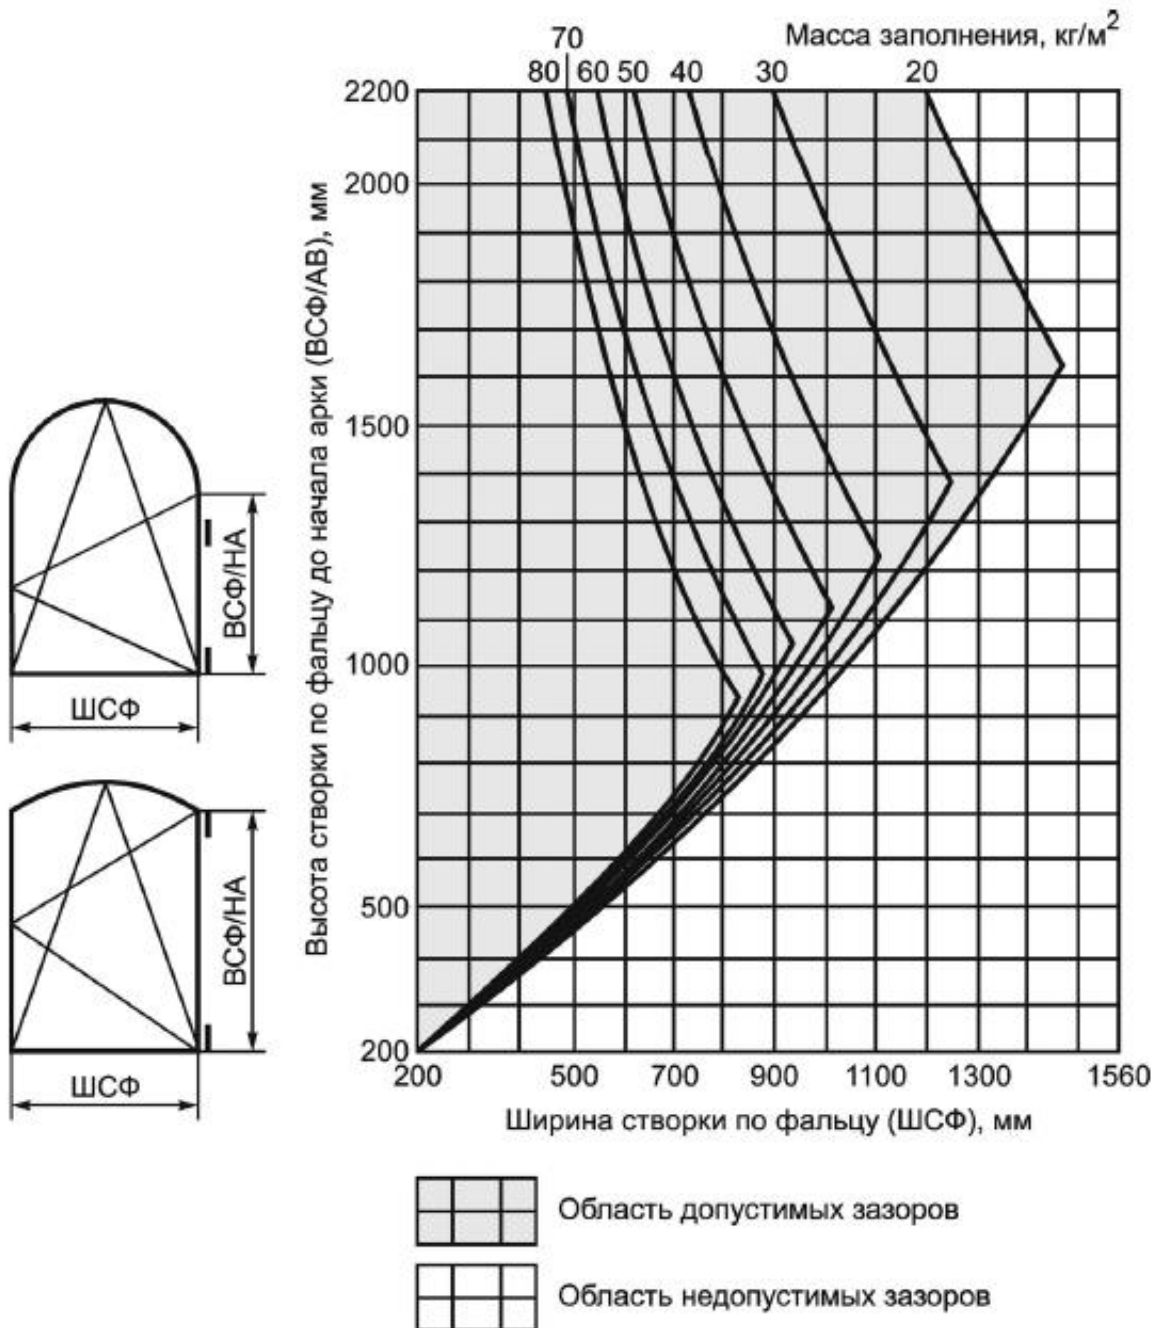 Масса заполнения, кг/м²
70
80 60 50 40 30 20
Высота створки по фальцу до начала арки (ВСФ/АВ), мм
2200
2000
1500
1000
500
200
200 500 700 900 1100 1300 1560
Ширина створки по фальцу (ШСФ), мм
ВСФ/НА
ШСФ
ВСФ/НА
ШСФ
Область допустимых зазоров
Область недопустимых зазоров